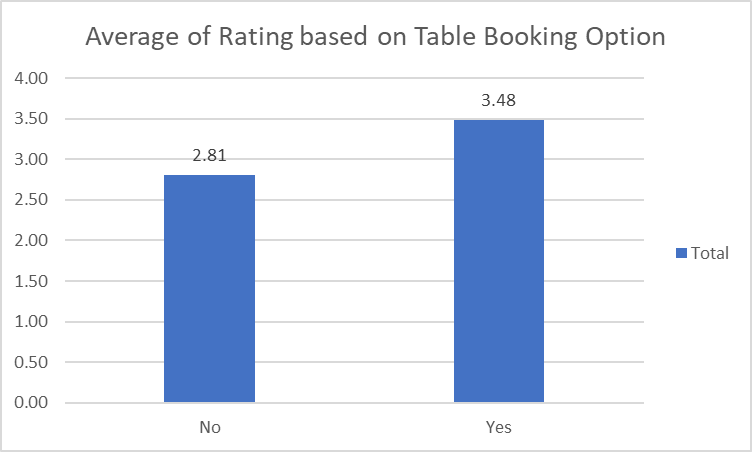 Average of Rating based on Table Booking Option
4.00
3.50
3.00
2.50
2.00
1.50
1.00
0.50
0.00
2.81
3.48
No
Yes
Total